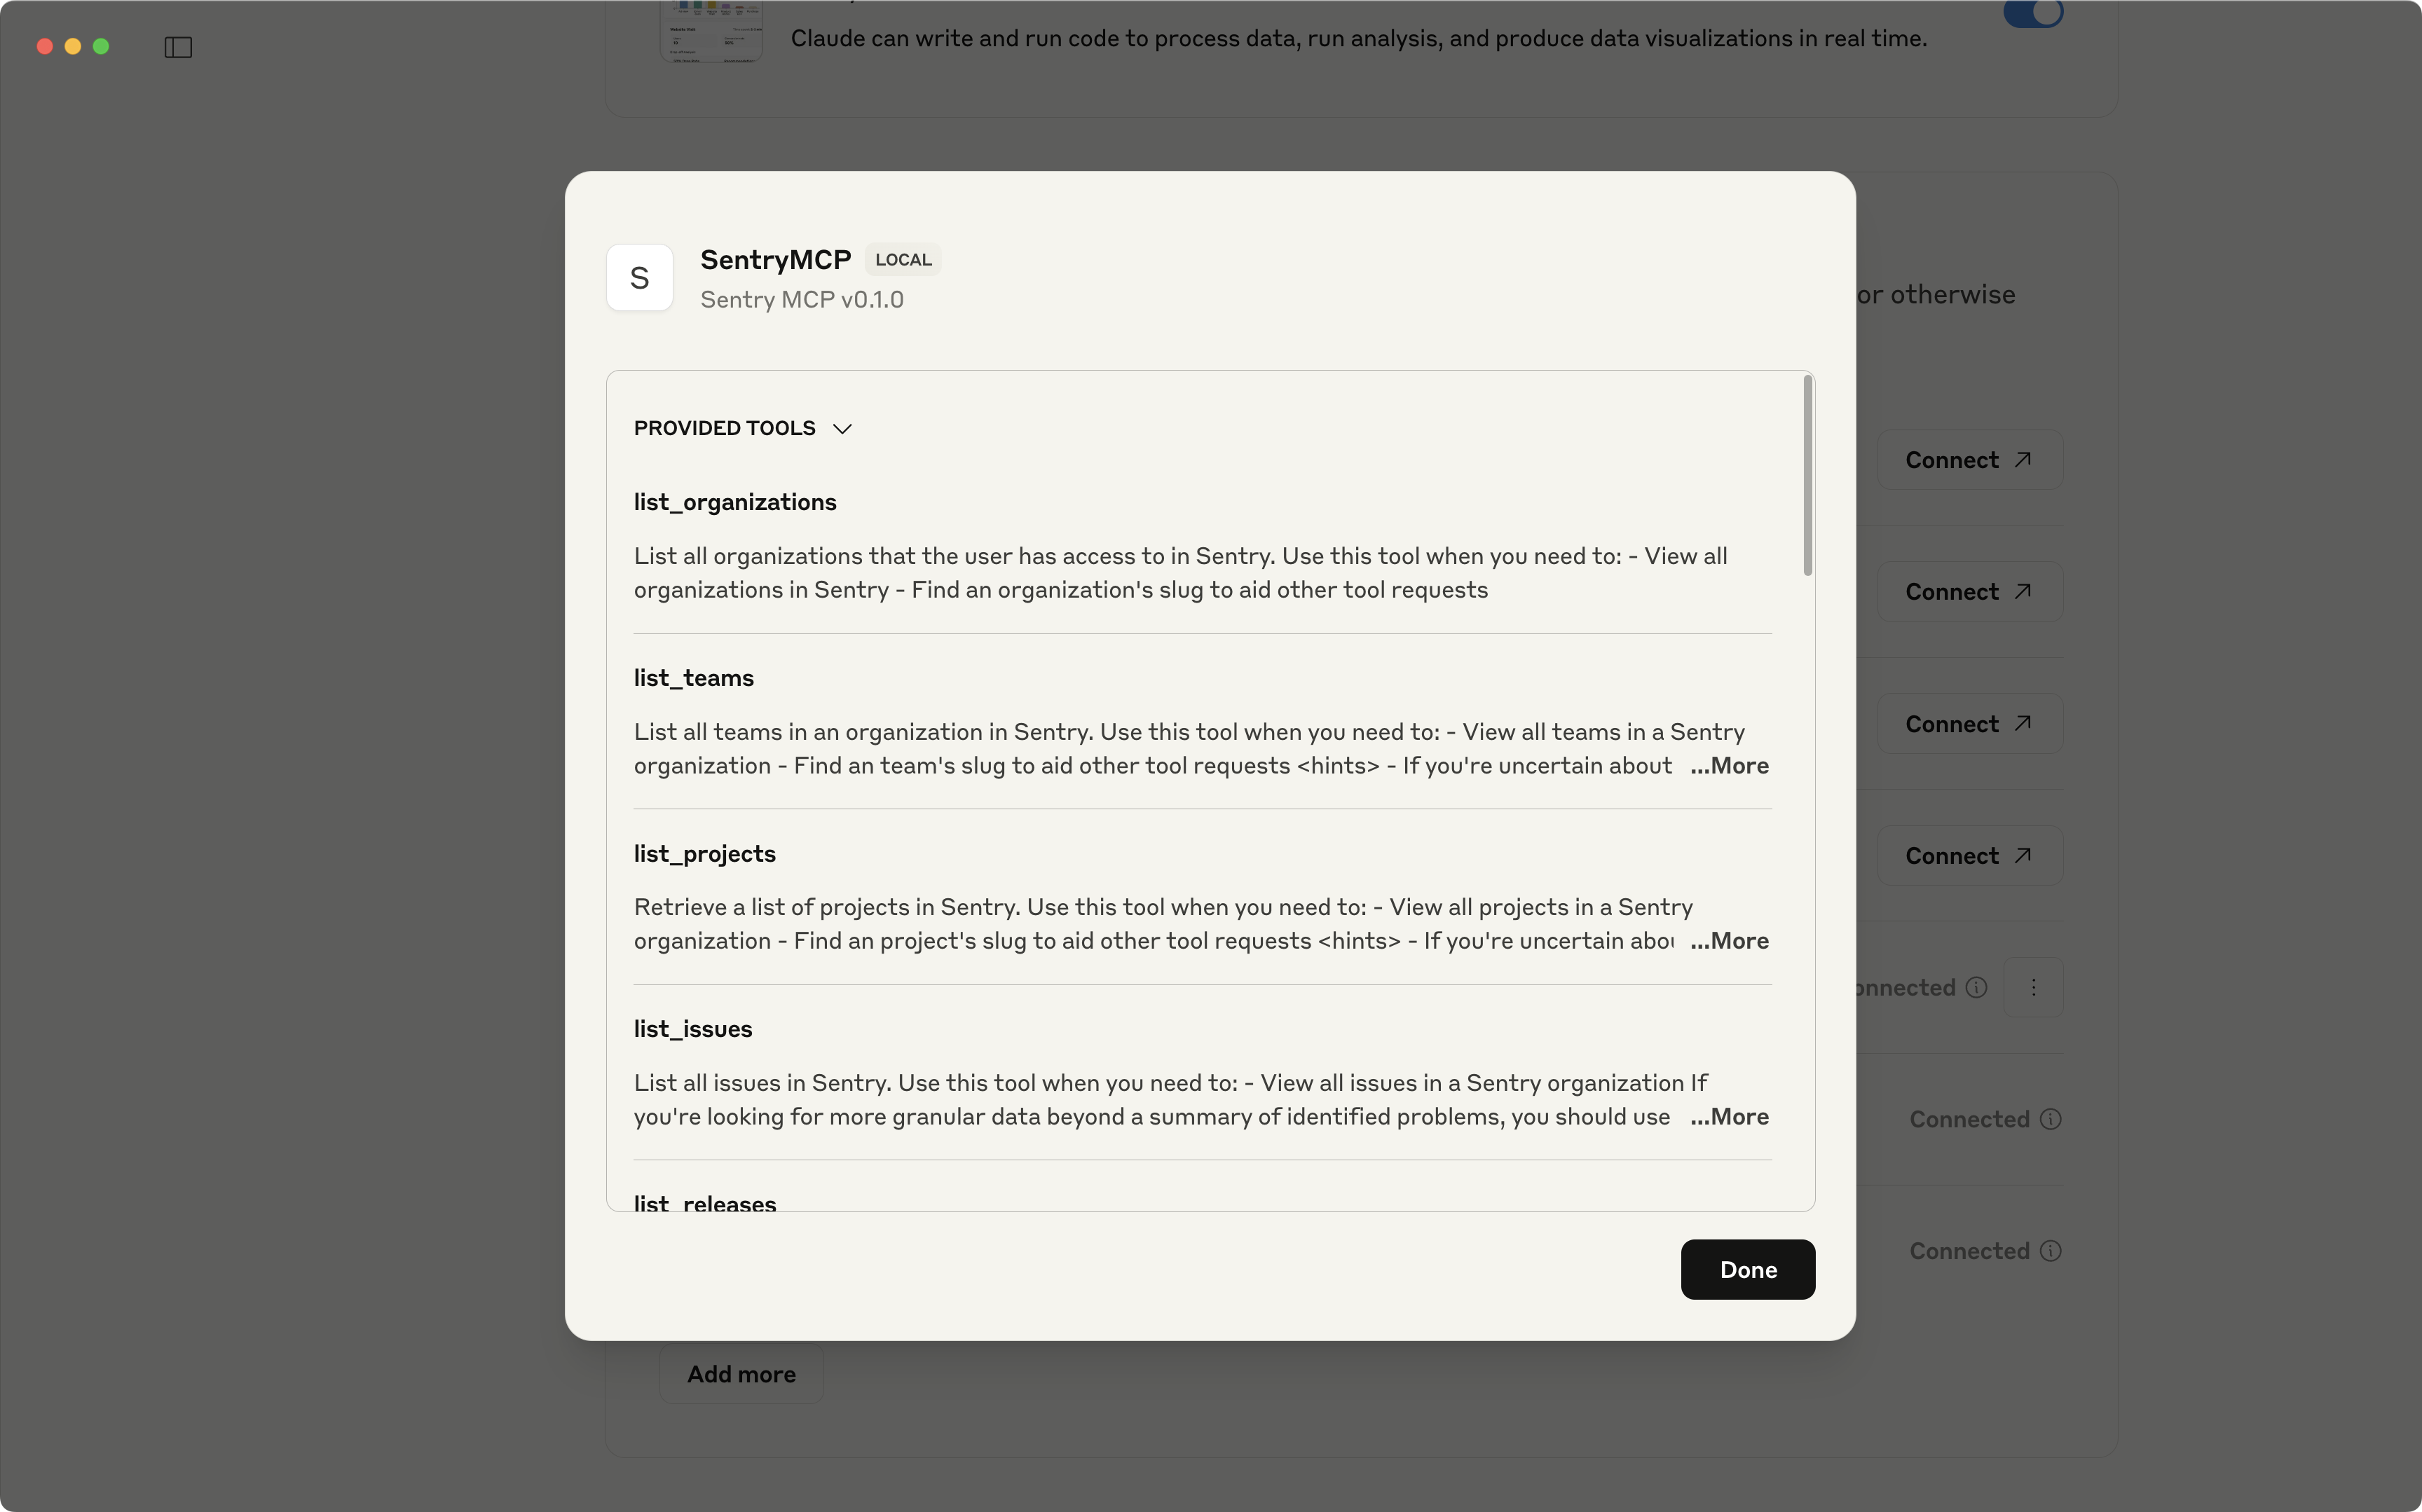 Claude can write and run code to process data, run analysis, and produce data visualizations in real time.
S
SentryMCP LOCAL
Sentry MCP v0.1.0
or otherwise
PROVIDED TOOLS
list_organizations
List all organizations that the user has access to in Sentry. Use this tool when you need to: - View all
organizations in Sentry - Find an organization's slug to aid other tool requests
list_teams
List all teams in an organization in Sentry. Use this tool when you need to: - View all teams in a Sentry
organization - Find an team's slug to aid other tool requests <hints> - If you're uncertain about ...More
list_projects
Retrieve a list of projects in Sentry. Use this tool when you need to: - View all projects in a Sentry
organization - Find an project's slug to aid other tool requests <hints> - If you're uncertain abou ...More
list_issues
List all issues in Sentry. Use this tool when you need to: - View all issues in a Sentry organization If
you're looking for more granular data beyond a summary of identified problems, you should use ...More
list_releases
Done
Connect
Connect
Connect
Connect
onnected
Connected
Connected
Add more